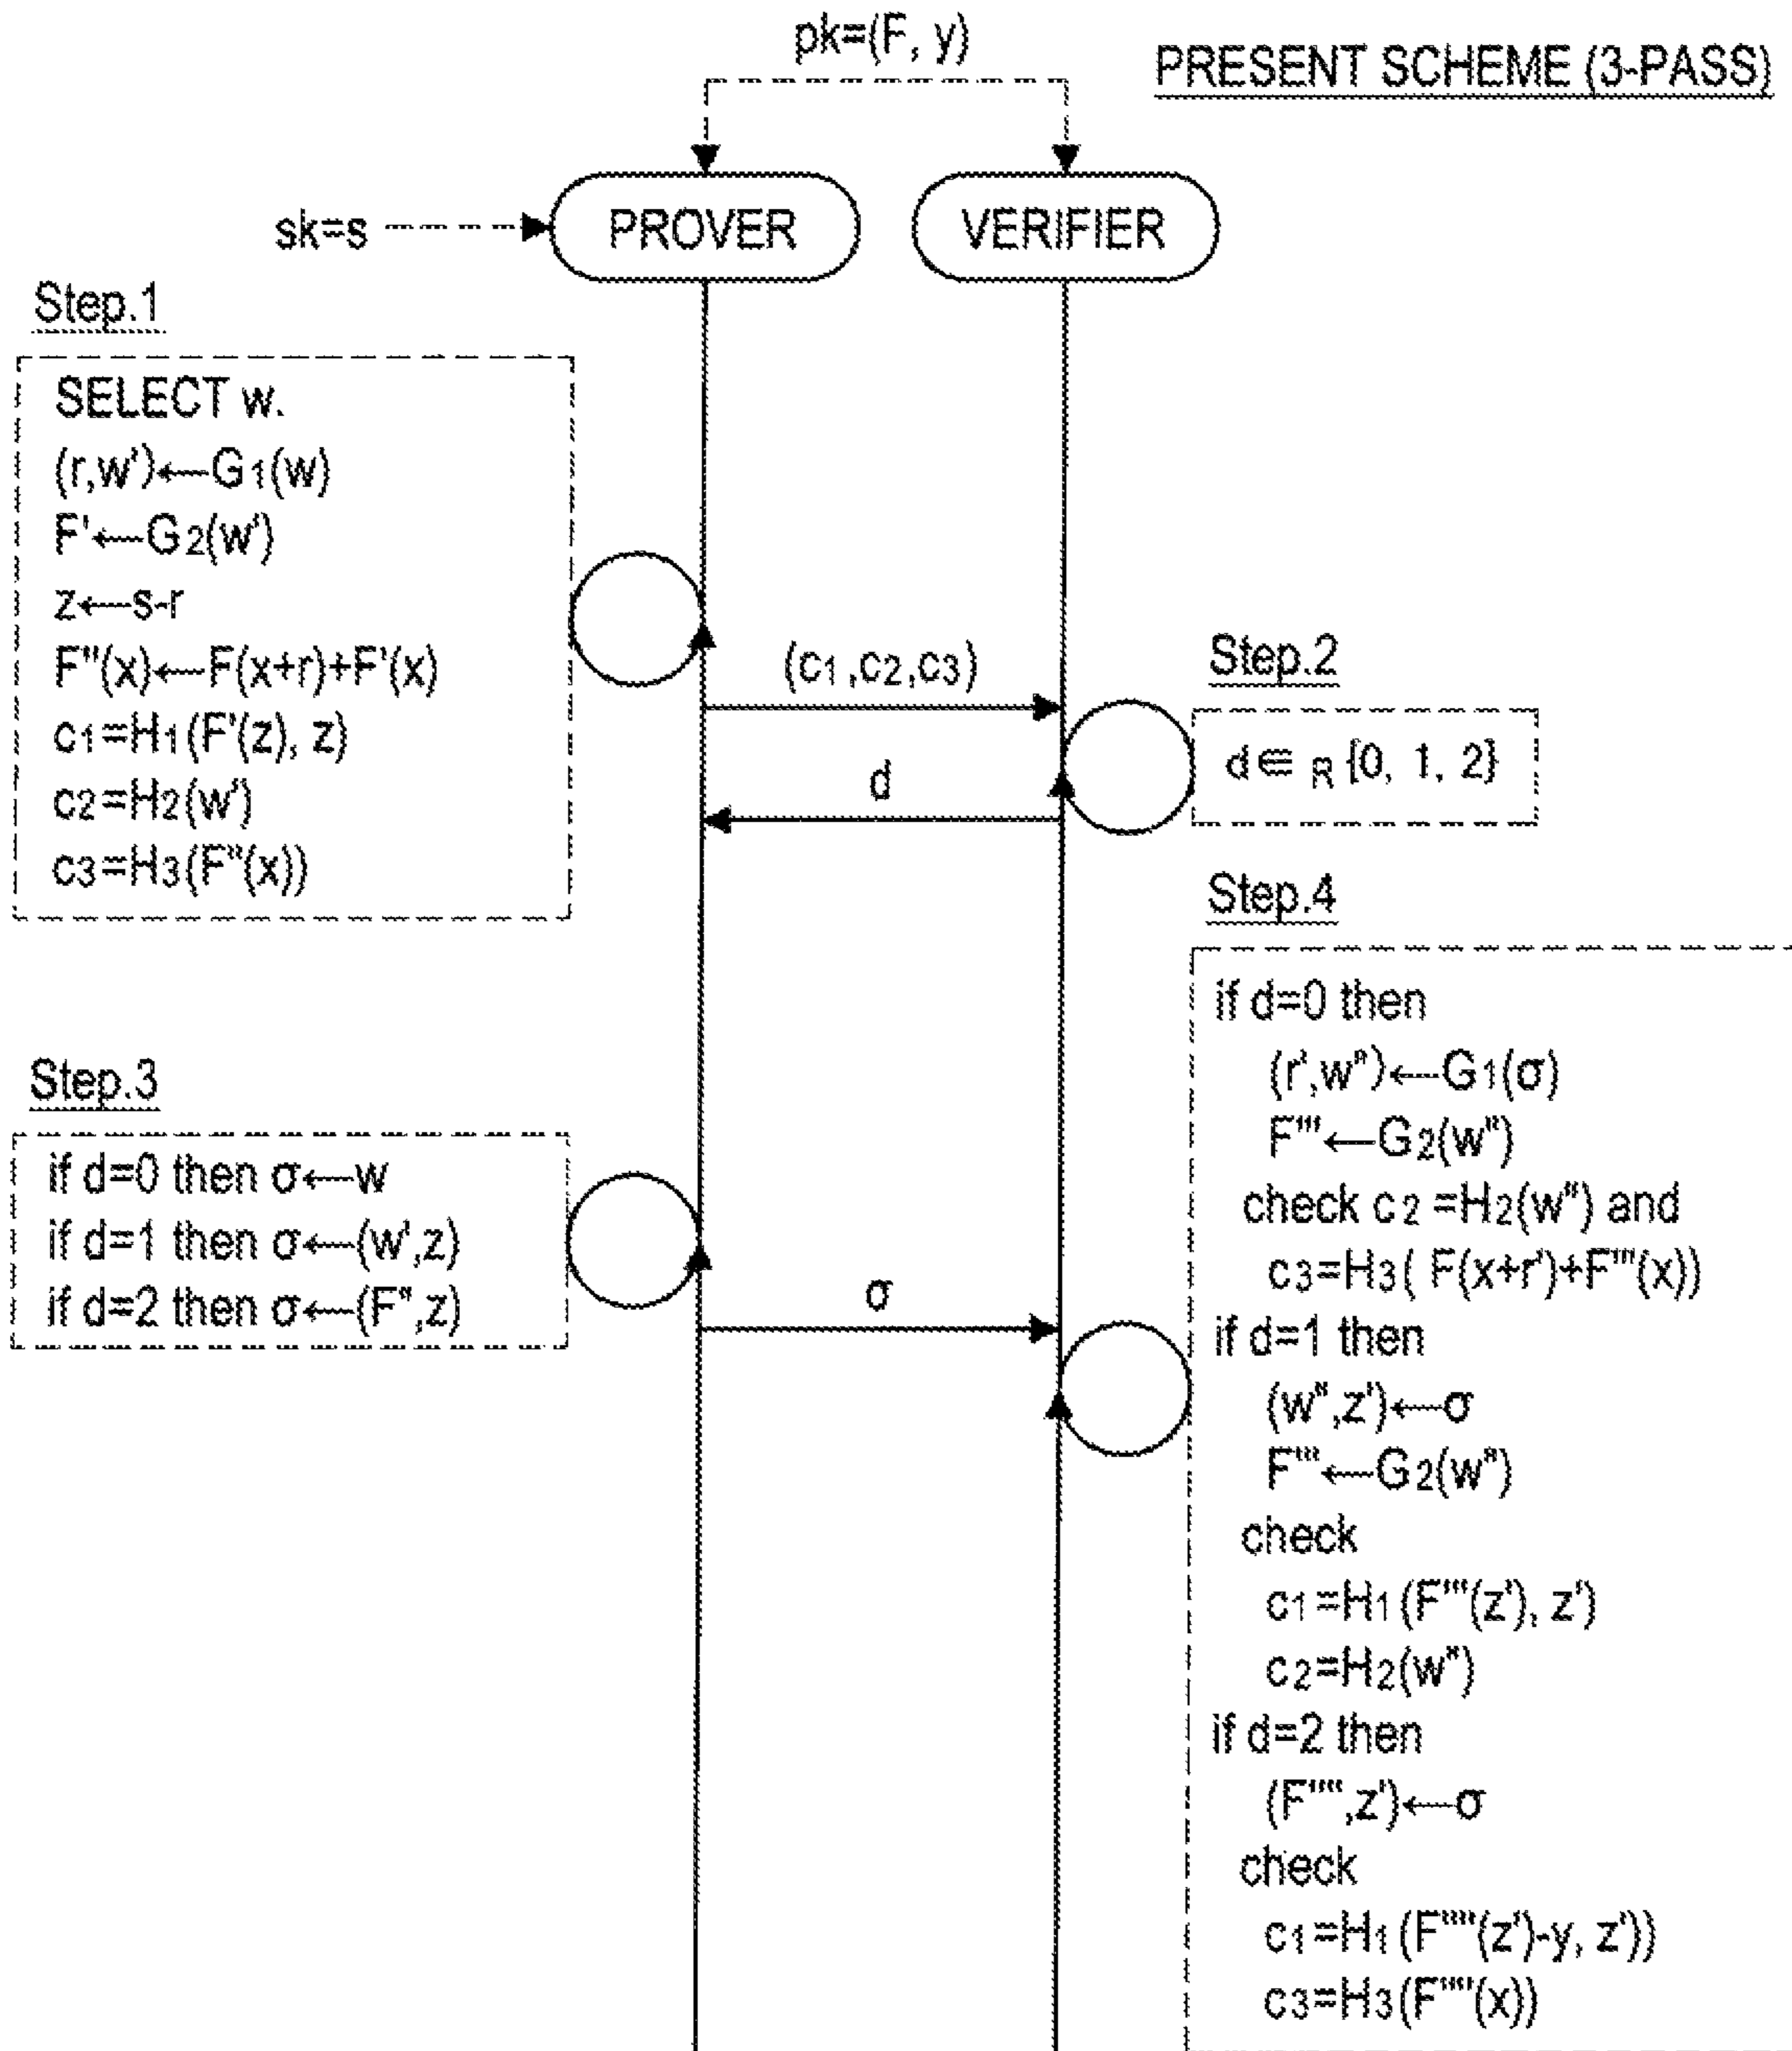 pk=(F, y)
PRESENT SCHEME (3-PASS)
sk=s
PROVER
VERIFIER
Step.1
SELECT w.
(r,w')←G1(w)
F'←G2(w')
z←s-r
F''(x)←F(x+r)+F'(x)
c1=H1(F'(z), z)
c2=H2(w')
c3=H3(F''(x))
(c1,c2,c3)
Step.2
d∈R{0, 1, 2}
d
Step.3
if d=0 then σ←w
if d=1 then σ←(w',z)
if d=2 then σ←(F'',z)
σ
Step.4
if d=0 then
(r',w'')←G1(σ)
F'''←G2(w'')
check c2=H2(w'') and
c3=H3( F(x+r')+F'''(x))
if d=1 then
(w'',z')←σ
F'''←G2(w'')
check
c1=H1(F'''(z'), z')
c2=H2(w'')
if d=2 then
(F'''',z')←σ
check
c1=H1(F''''(z')-y, z'))
c3=H3(F''''(x))